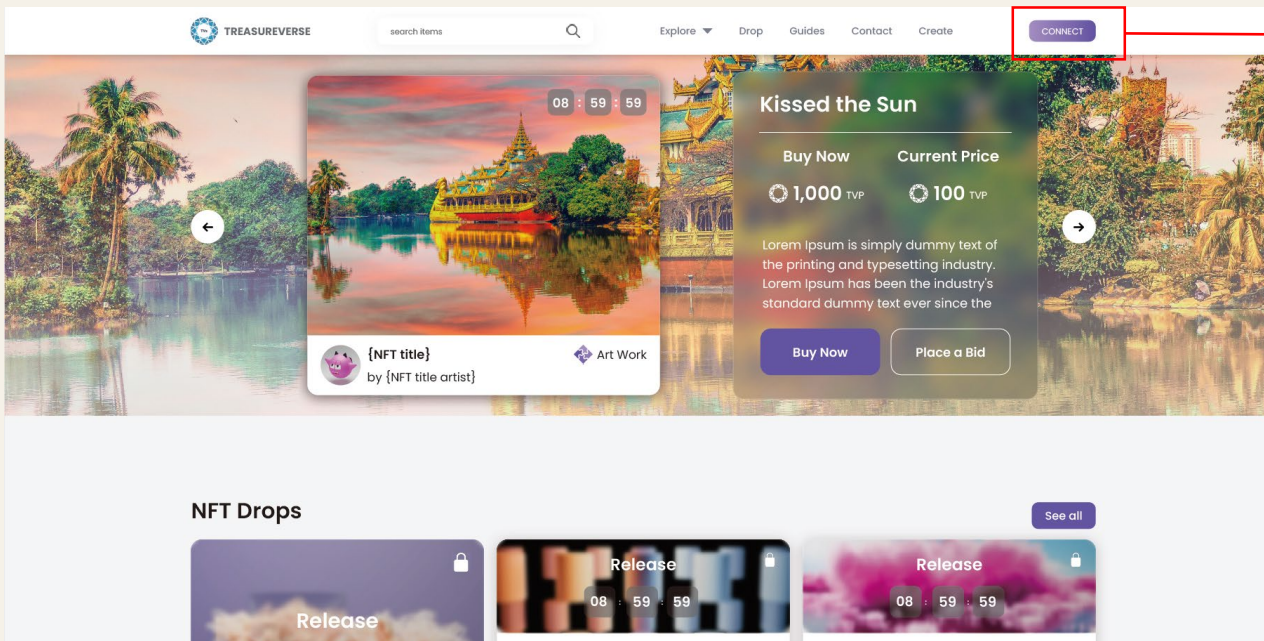 TVs TREASUREVERSE
search items
Explore Drop Guides Contact Create
CONNECT
08 : 59 : 59
{NFT title}
by {NFT title artist}
Art Work
Kissed the Sun
Buy Now Current Price
1,000 TVP 100 TVP
Lorem Ipsum is simply dummy text of
the printing and typesetting industry.
Lorem Ipsum has been the industry's
standard dummy text ever since the
Buy Now Place a Bid
NFT Drops
See all
Release
Release
08 : 59 : 59
Release
08 : 59 : 59